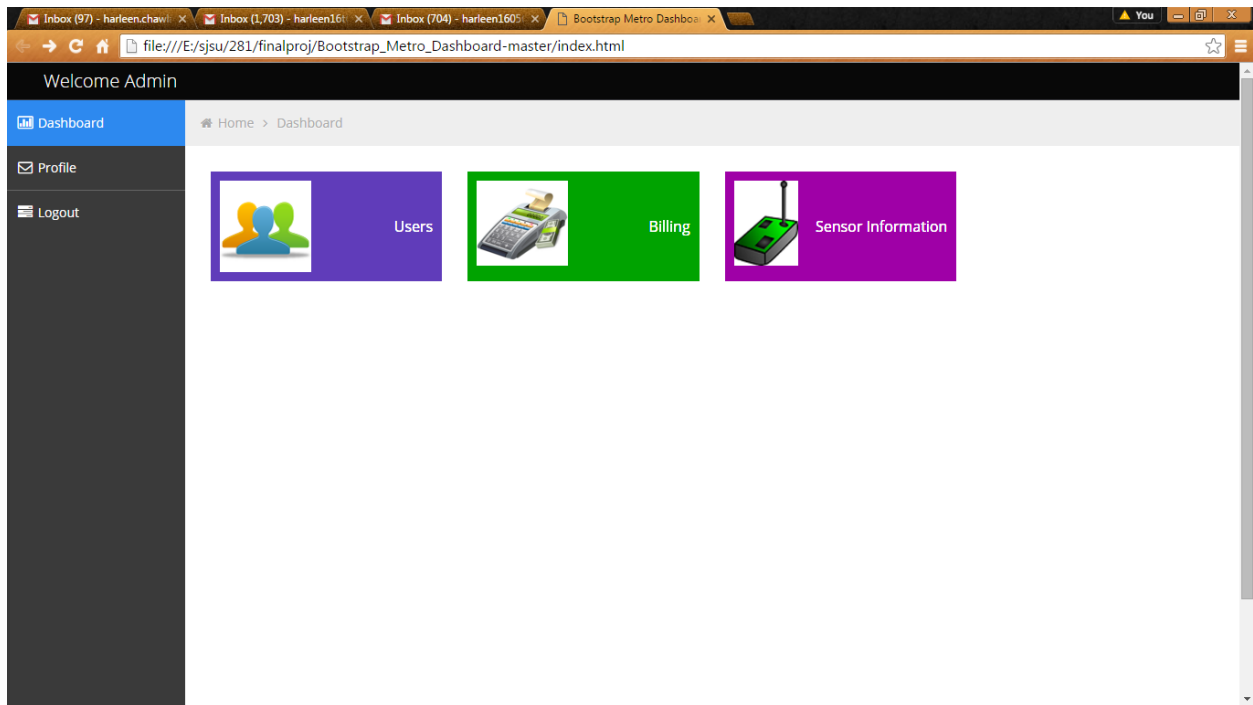 Inbox (97) - harleen.chawl
Inbox (1,703) - harleen16
Inbox (704) - harleen1605
Bootstrap Metro Dashboa
You
file:///E:/sjsu/281/finalproj/Bootstrap_Metro_Dashboard-master/index.html
Welcome Admin
Dashboard
Home > Dashboard
Profile
Logout
Users
Billing
Sensor Information